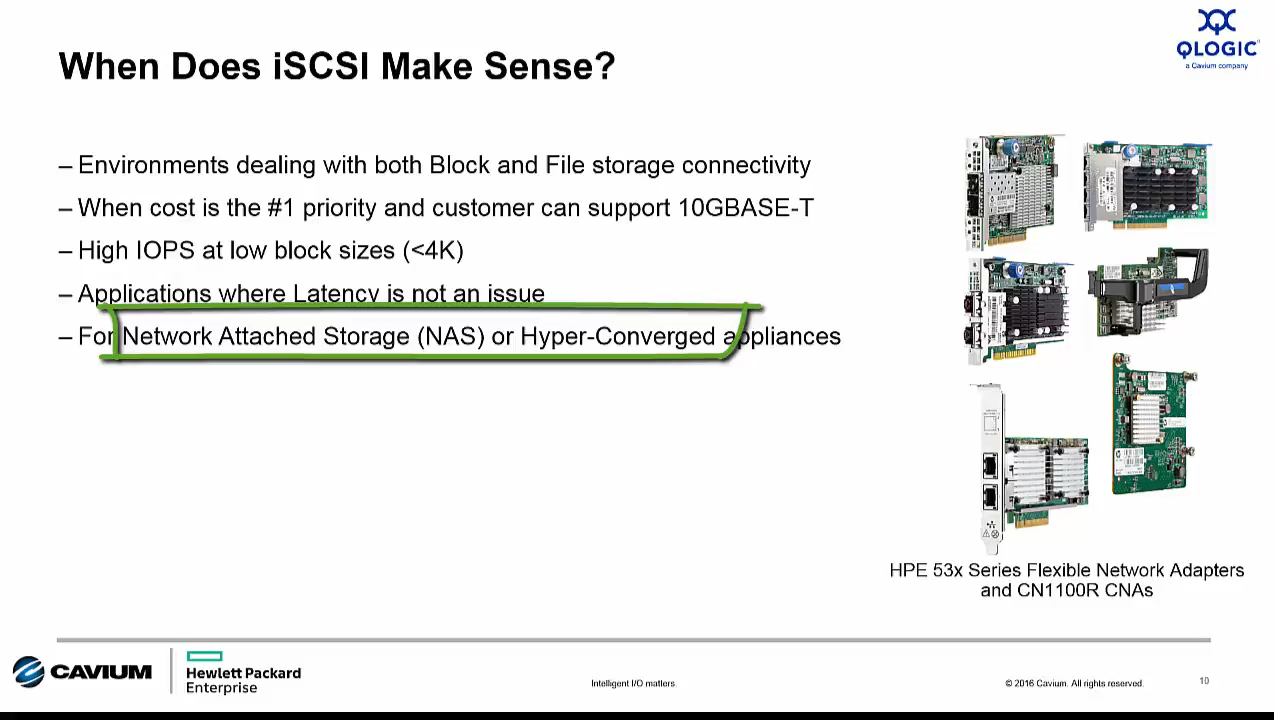 When Does iSCSI Make Sense?
QLOGIC
a Cavium company
– Environments dealing with both Block and File storage connectivity
– When cost is the #1 priority and customer can support 10GBASE-T
– High IOPS at low block sizes (<4K)
– Applications where Latency is not an issue
– For Network Attached Storage (NAS) or Hyper-Converged appliances
HPE 53x Series Flexible Network Adapters
and CN1100R CNAs
CAVIUM
Hewlett Packard
Enterprise
Intelligent I/O matters.
© 2016 Cavium. All rights reserved.
10